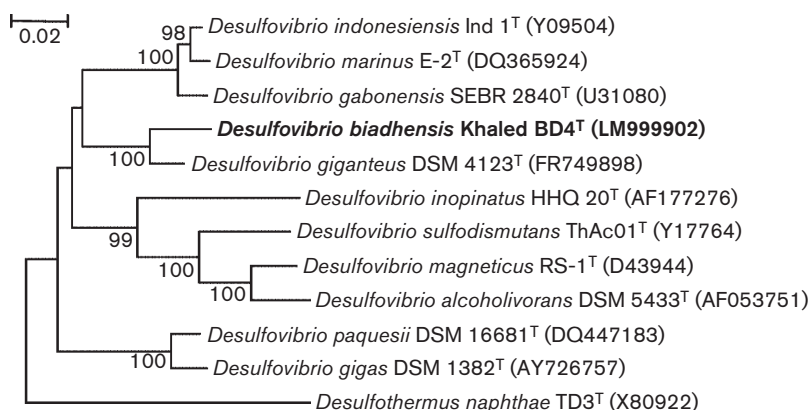 0.02
98
Desulfovibrio indonesiensis Ind 1ᵀ (Y09504)
100
Desulfovibrio marinus E-2ᵀ (DQ365924)
Desulfovibrio gabonensis SEBR 2840ᵀ (U31080)
Desulfovibrio biadhensis Khaled BD4ᵀ (LM999902)
100
Desulfovibrio giganteus DSM 4123ᵀ (FR749898)
Desulfovibrio inopinatus HHQ 20ᵀ (AF177276)
99
Desulfovibrio sulfodismutans ThAc01ᵀ (Y17764)
100
Desulfovibrio magneticus RS-1ᵀ (D43944)
100
Desulfovibrio alcoholivorans DSM 5433ᵀ (AF053751)
Desulfovibrio paquesii DSM 16681ᵀ (DQ447183)
100
Desulfovibrio gigas DSM 1382ᵀ (AY726757)
Desulfothermus naphthae TD3ᵀ (X80922)